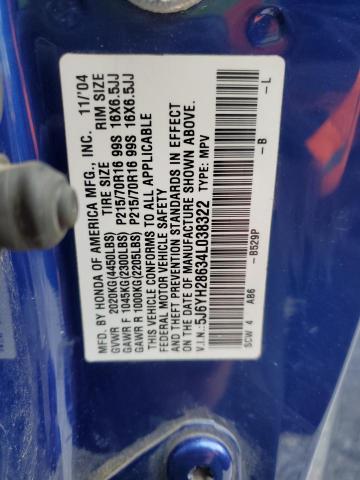 MFD. BY HONDA OF AMERICA MFG., INC. 11/'04
TIRE SIZE RIM SIZE
GVWR 2020KG(4450LBS)
GAWR F 1045KG(2300LBS) P215/70R16 99S 16X6.5JJ
GAWR R 1000KG(2205LBS) P215/70R16 99S 16X6.5JJ
THIS VEHICLE CONFORMS TO ALL APPLICABLE
FEDERAL MOTOR VEHICLE SAFETY AND BUMPER
AND THEFT PREVENTION STANDARDS IN EFFECT
ON THE DATE OF MANUFACTURE SHOWN ABOVE.
V.I.N.: 5J6YH28634L038322 TYPE: MPV
SCW 4 A86 - B529P - B - L